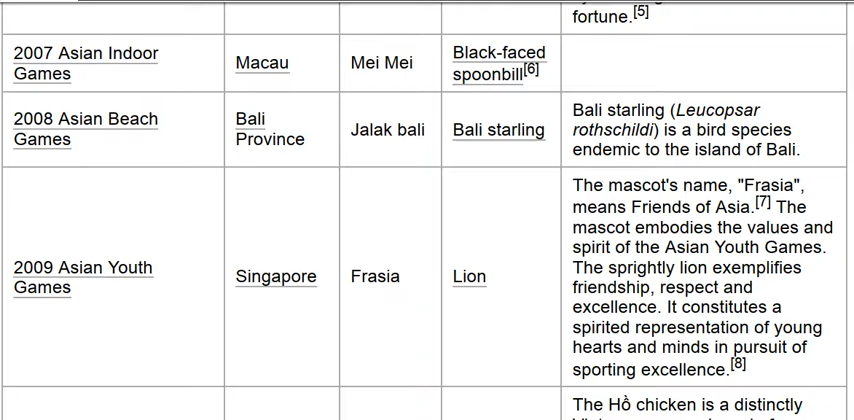 fortune.[5]
2007 Asian Indoor
Games
Macau
Mei Mei
Black-faced
spoonbill[6]
2008 Asian Beach
Games
Bali
Province
Jalak bali
Bali starling
Bali starling (Leucopsar
rothschildi) is a bird species
endemic to the island of Bali.
2009 Asian Youth
Games
Singapore
Frasia
Lion
The mascot's name, "Frasia",
means Friends of Asia.[7] The
mascot embodies the values and
spirit of the Asian Youth Games.
The sprightly lion exemplifies
friendship, respect and
excellence. It constitutes a
spirited representation of young
hearts and minds in pursuit of
sporting excellence.[8]
The Hồ chicken is a distinctly